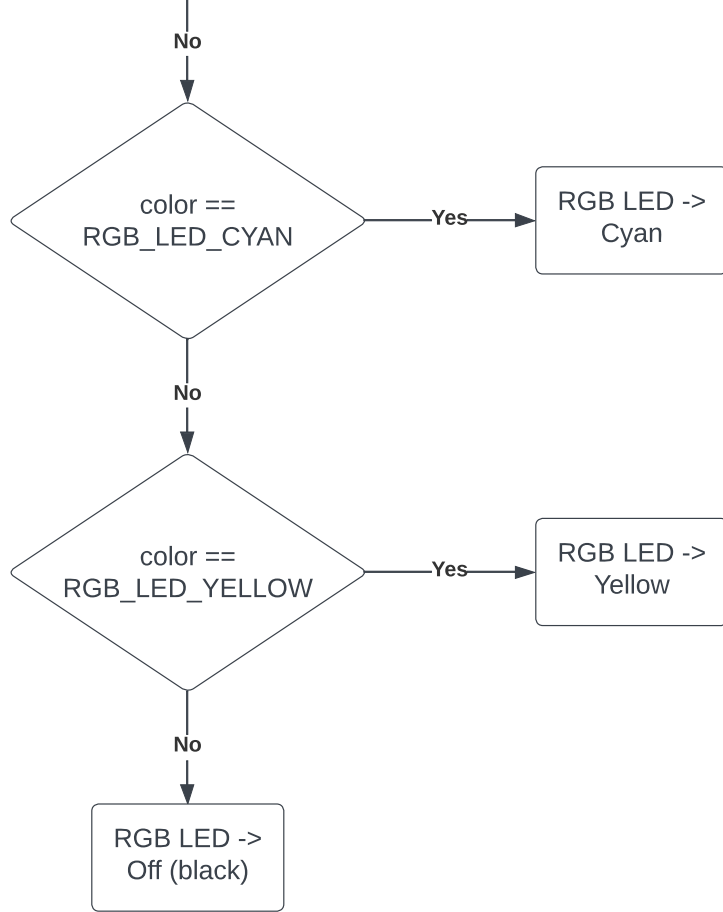 No
color ==
RGB_LED_CYAN
Yes
RGB LED ->
Cyan
No
color ==
RGB_LED_YELLOW
Yes
RGB LED ->
Yellow
No
RGB LED ->
Off (black)